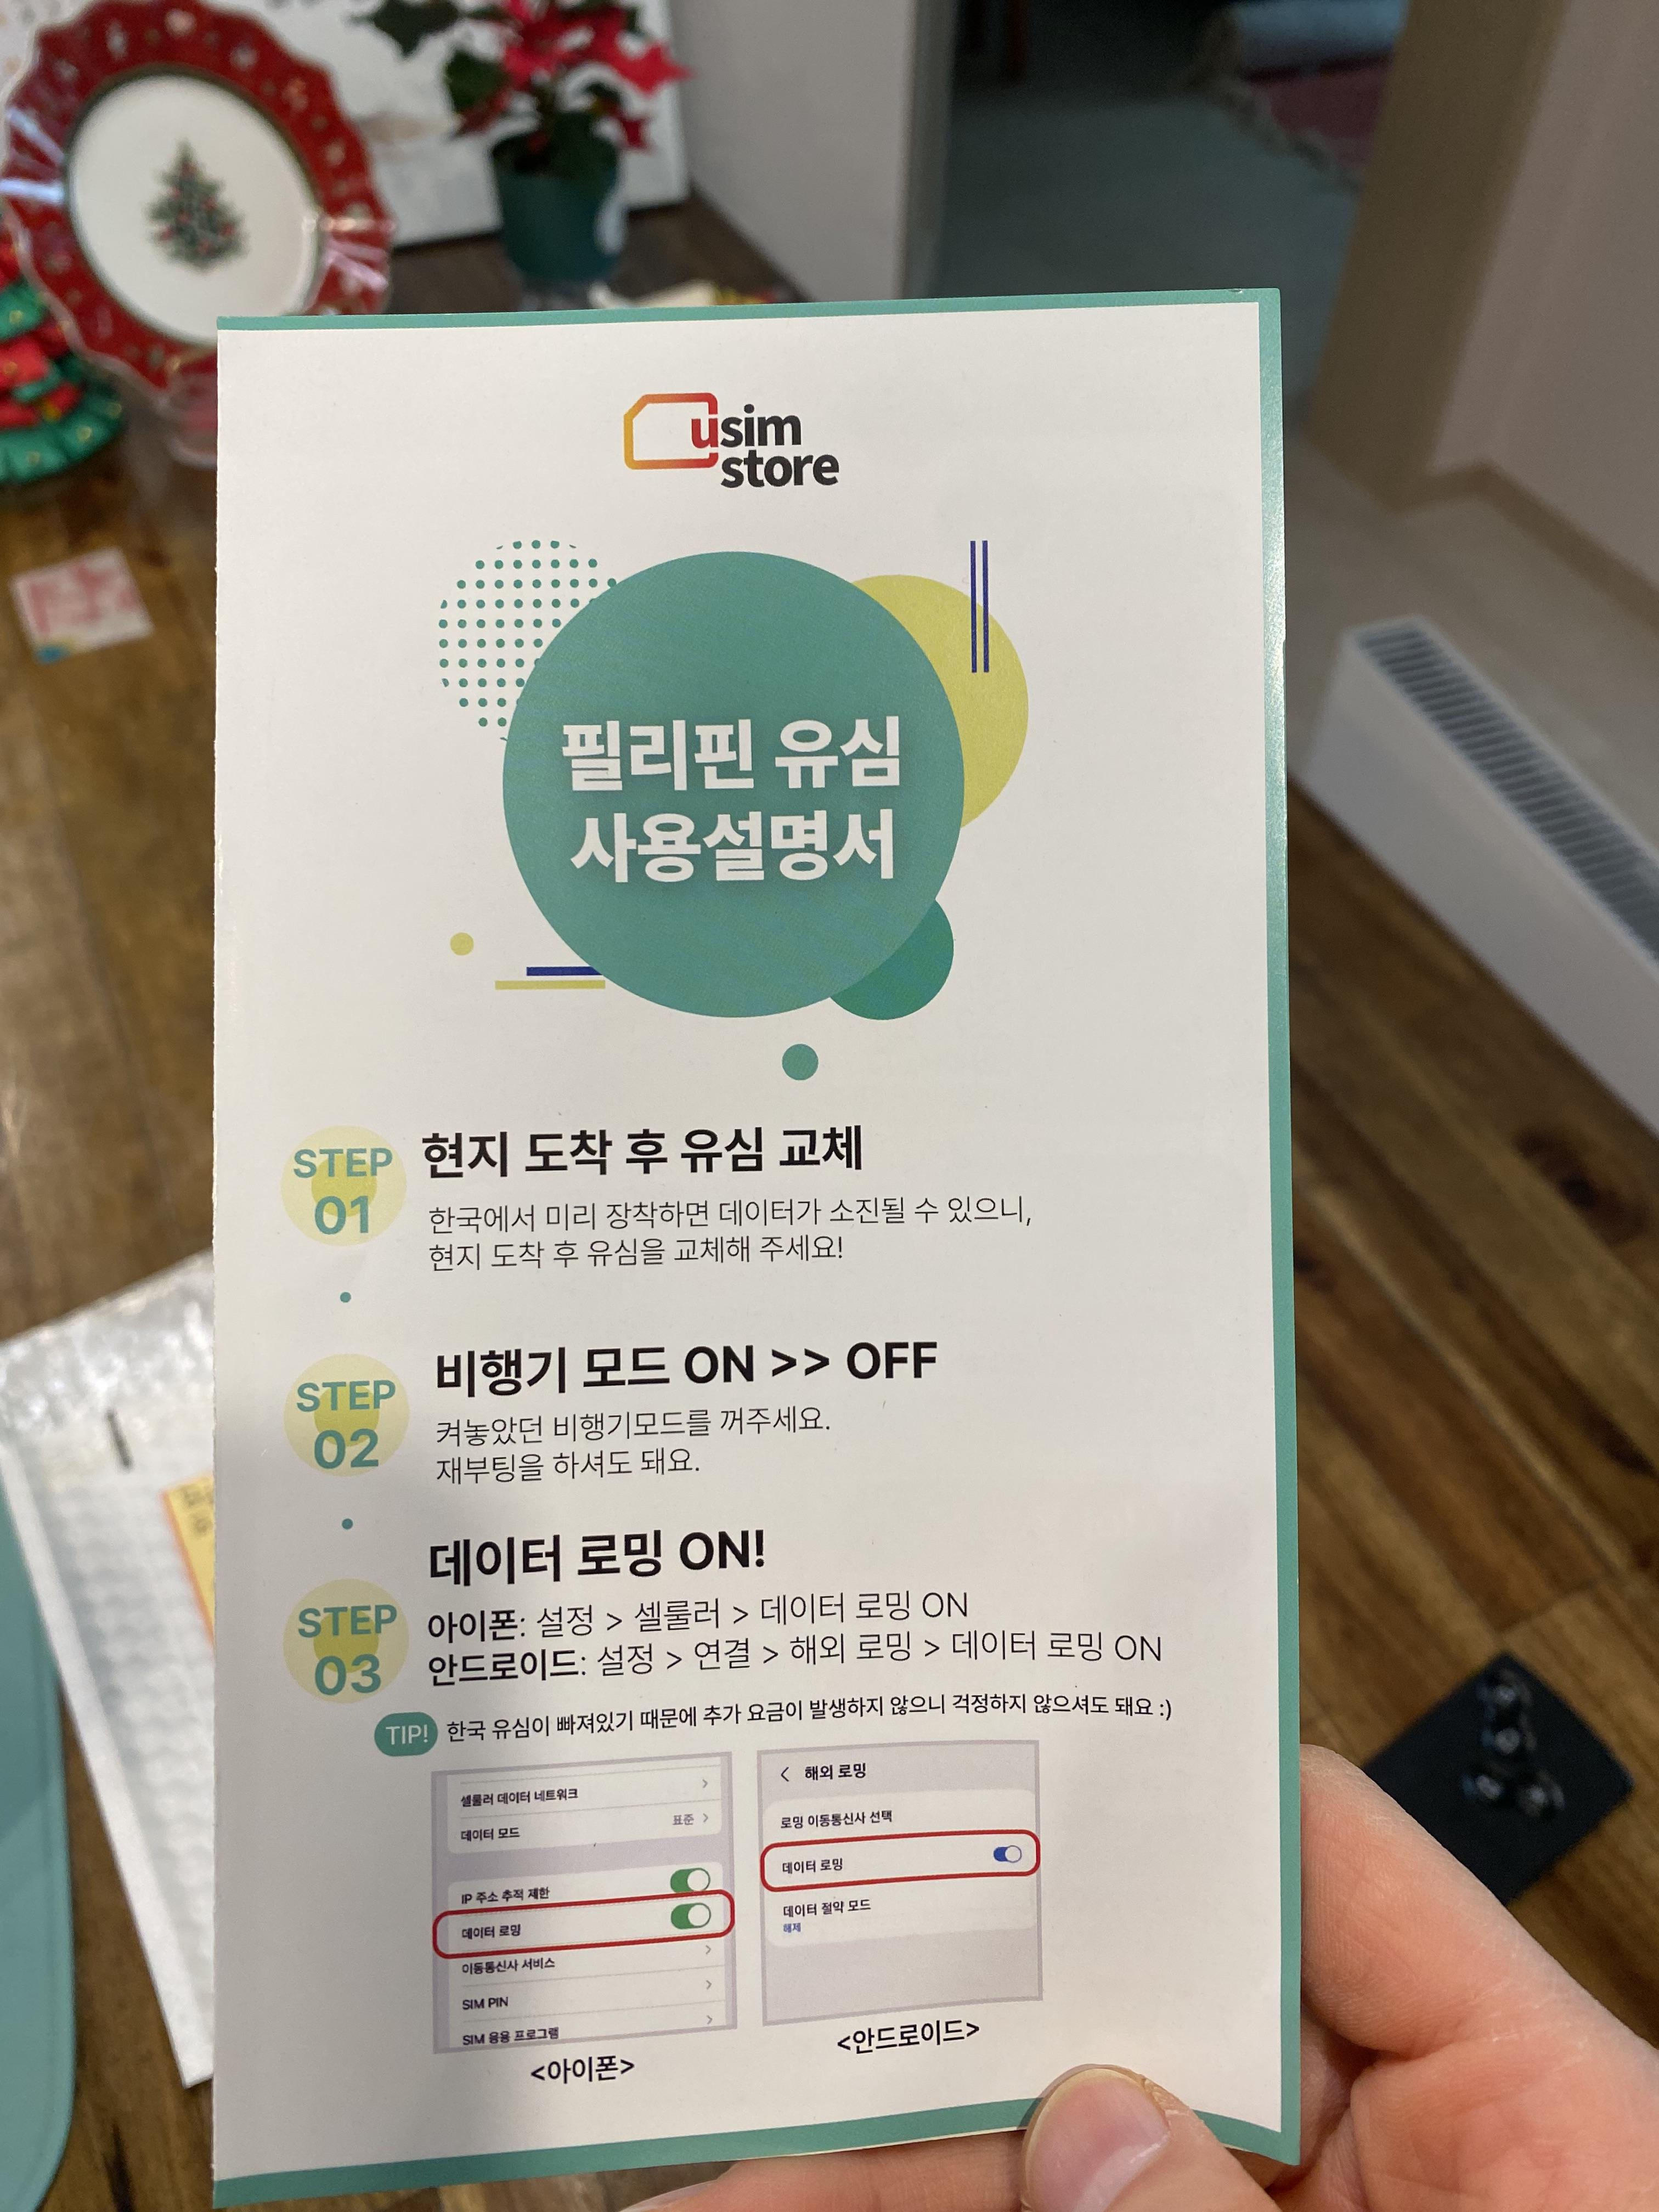 usim
store
필리핀 유심
사용설명서
STEP
01
현지 도착 후 유심 교체
한국에서 미리 장착하면 데이터가 소진될 수 있으니,
현지 도착 후 유심을 교체해 주세요!
STEP
02
비행기 모드 ON >> OFF
켜놓았던 비행기모드를 꺼주세요.
재부팅을 하셔도 돼요.
STEP
03
데이터 로밍 ON!
아이폰: 설정 > 셀룰러 > 데이터 로밍 ON
안드로이드: 설정 > 연결 > 해외 로밍 > 데이터 로밍 ON
TIP! 한국 유심이 빠져있기 때문에 추가 요금이 발생하지 않으니 걱정하지 않으셔도 돼요 :)
셀룰러 데이터 네트워크 >
데이터 모드 표준 >
IP 주소 추적 제한
데이터 로밍
이동통신사 서비스 >
SIM PIN >
SIM 응용 프로그램 >
<아이폰>
< 해외 로밍
로밍 이동통신사 선택
데이터 로밍
데이터 절약 모드
해제
<안드로이드>